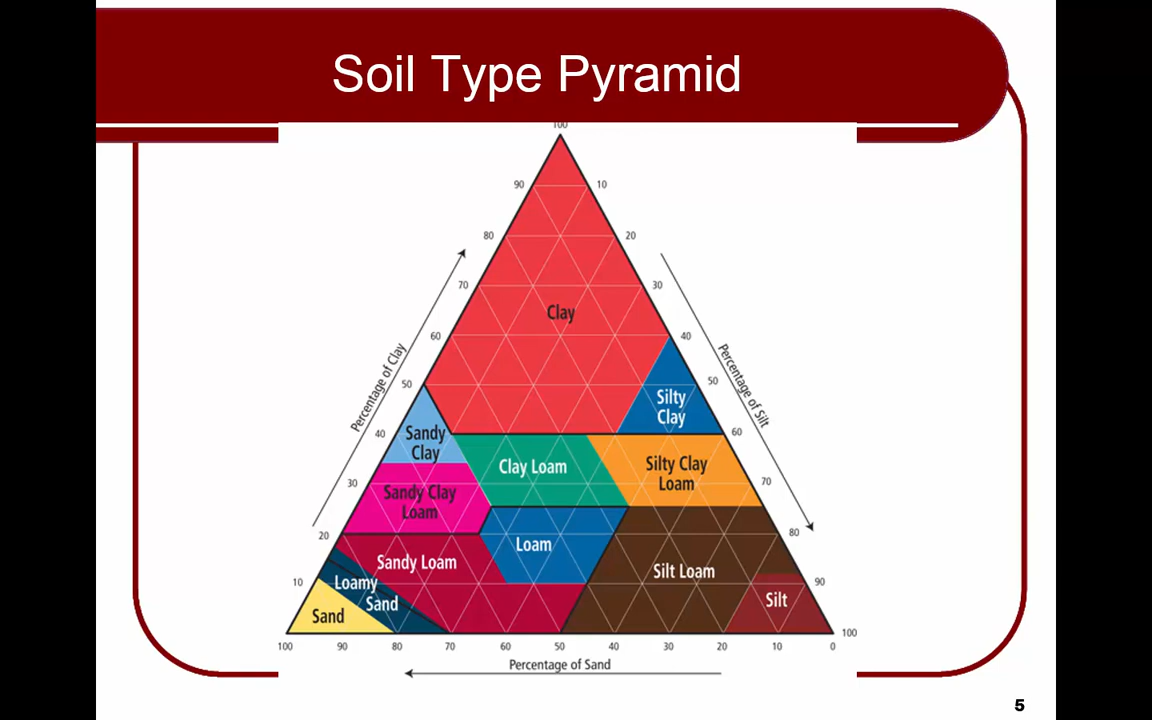 Soil Type Pyramid
100
90
10
80
20
70
30
Clay
60
40
Percentage of Clay
Percentage of Silt
50
50
Silty
Clay
40
Sandy
Clay
60
Clay Loam
Silty Clay
Loam
30
70
Sandy Clay
Loam
20
80
Loam
Sandy Loam
Silt Loam
10
90
Loamy
Sand
Silt
Sand
100
100 90 80 70 60 50 40 30 20 10 0
Percentage of Sand
5